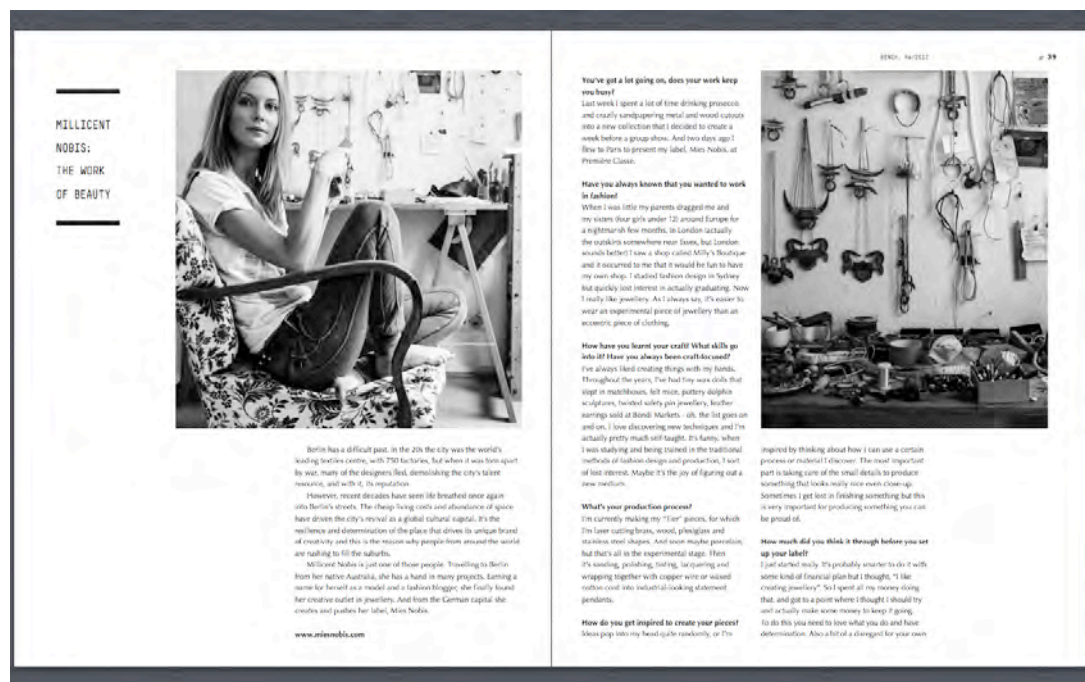 MILLICENT
NOBIS:
THE WORK
OF BEAUTY
Berlin has a difficult past. In the 20s the city was the world's
leading textiles centre, with 750 factories, but when it was torn apart
by war, many of the designers fled, demolishing the city's talent
resource, and with it, its reputation.
However, recent decades have seen life breathed once again
into Berlin's streets. The cheap living costs and abundance of space
have driven the city's revival as a global cultural capital. It's the
resilience and determination of the place that drives its unique brand
of creativity and this is the reason why people from around the world
are rushing to fill the suburbs.
Millicent Nobis is just one of those people. Travelling to Berlin
from her native Australia, she has a hand in many projects. Earning a
name for herself as a model and a fashion blogger, she finally found
her creative outlet in jewellery. And from the German capital she
creates and pushes her label, Mies Nobis.
www.miesnobis.com
39
You've got a lot going on, does your work keep
you busy?
Last week I spent a lot of time drinking prosecco
and crazily sandpapering metal and wood cutouts
into a new collection that I decided to create a
week before a group show. And two days ago I
flew to Paris to present my label, Mies Nobis, at
Première Classe.
Have you always known that you wanted to work
in fashion?
When I was little my parents dragged me and
my sisters (four girls under 12) around Europe for
a nightmarish few months. In London (actually
the outskirts somewhere near Essex, but London
sounds better) I saw a shop called Milly's Boutique
and it occurred to me that it would be fun to have
my own shop. I studied fashion design in Sydney
but quickly lost interest in actually graduating. Now
I really like jewellery. As I always say, it's easier to
wear an experimental piece of jewellery than an
eccentric piece of clothing.
How have you learnt your craft? What skills go
into it? Have you always been craft-focused?
I've always liked creating things with my hands.
Throughout the years, I've had tiny wax dolls that
slept in matchboxes, felt mice, pottery dolphin
sculptures, twisted safety pin jewellery, feather
earrings sold at Bondi Markets - oh, the list goes on
and on. I love discovering new techniques and I'm
actually pretty much self-taught. It's funny, when
I was studying and being trained in the traditional
methods of fashion design and production, I sort
of lost interest. Maybe it's the joy of figuring out a
new medium.
What's your production process?
I'm currently making my "Tier" pieces, for which
I'm laser cutting brass, wood, plexiglass and
stainless steel shapes. And soon maybe porcelain,
but that's all in the experimental stage. Then
it's sanding, polishing, tinting, lacquering and
wrapping together with copper wire or waxed
cotton cord into industrial-looking statement
pendants.
How do you get inspired to create your pieces?
Ideas pop into my head quite randomly, or I'm
inspired by thinking about how I can use a certain
process or material I discover. The most important
part is taking care of the small details to produce
something that looks really nice even close-up.
Sometimes I get lost in finishing something but this
is very important for producing something you can
be proud of.
How much did you think it through before you set
up your label?
I just started really. It's probably smarter to do it with
some kind of financial plan but I thought, "I like
creating jewellery". So I spent all my money doing
that, and got to a point where I thought I should try
and actually make some money to keep it going.
To do this you need to love what you do and have
determination. Also a bit of a disregard for your own